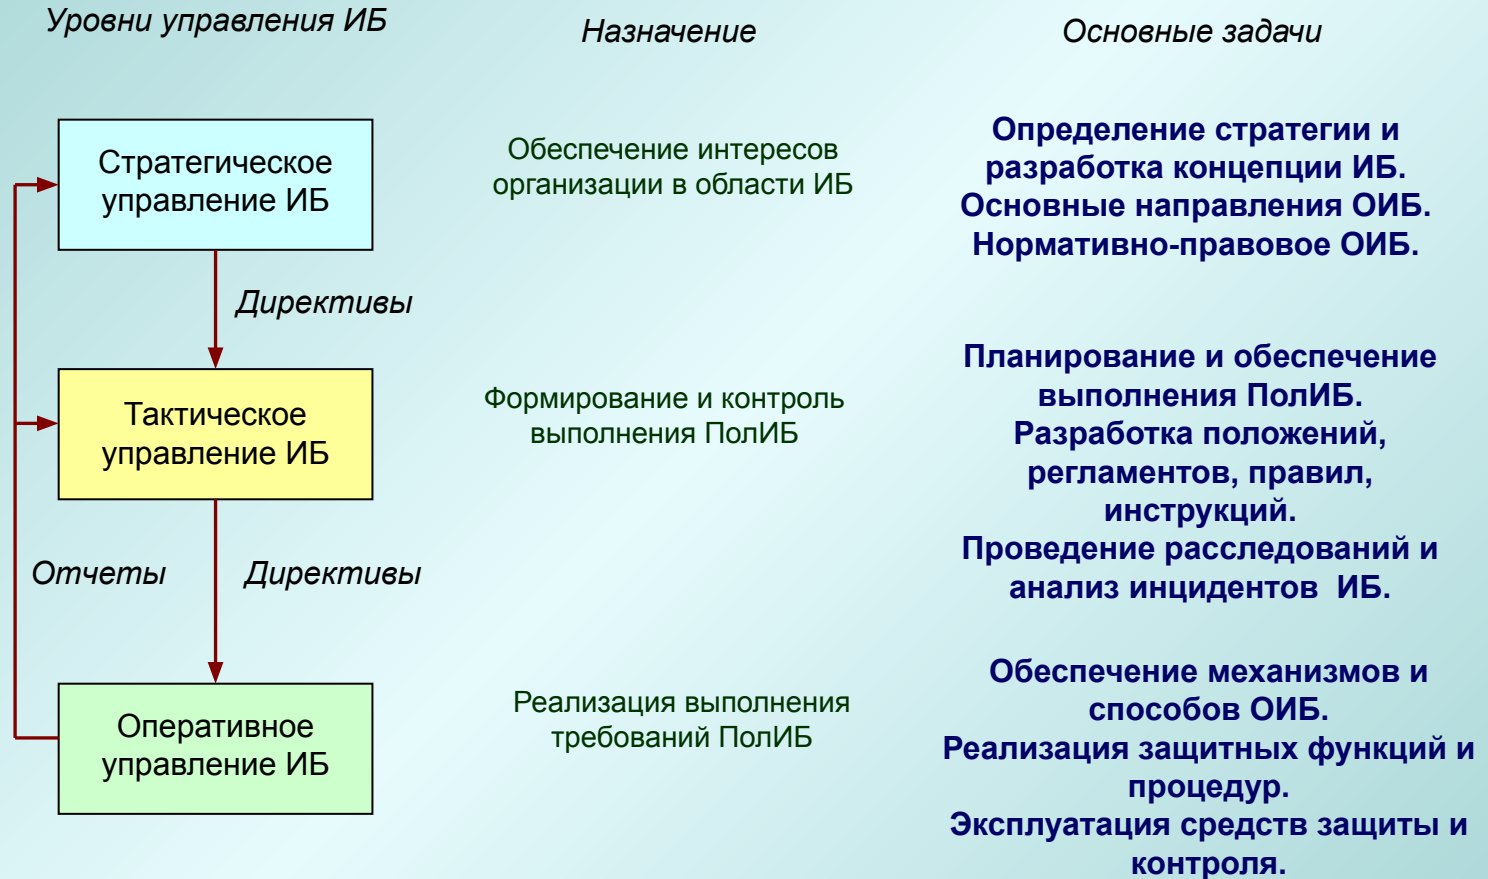 Уровни управления ИБ
Назначение
Основные задачи
Стратегическое
управление ИБ
Обеспечение интересов
организации в области ИБ
Определение стратегии и
разработка концепции ИБ.
Основные направления ОИБ.
Нормативно-правовое ОИБ.
Директивы
Тактическое
управление ИБ
Формирование и контроль
выполнения ПолИБ
Планирование и обеспечение
выполнения ПолИБ.
Разработка положений,
регламентов, правил,
инструкций.
Проведение расследований и
анализ инцидентов ИБ.
Отчеты
Директивы
Оперативное
управление ИБ
Реализация выполнения
требований ПолИБ
Обеспечение механизмов и
способов ОИБ.
Реализация защитных функций и
процедур.
Эксплуатация средств защиты и
контроля.